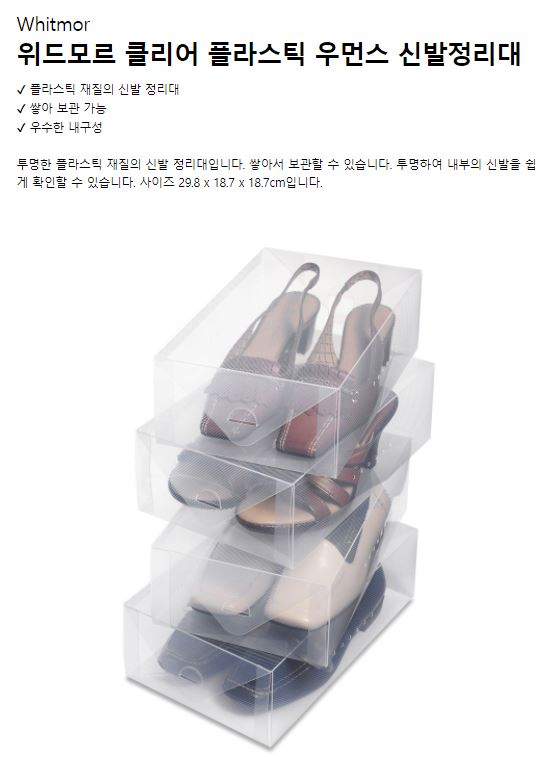 Whitmor
위드모르 클리어 플라스틱 우먼스 신발정리대
✓ 플라스틱 재질의 신발 정리대
✓ 쌓아 보관 가능
✓ 우수한 내구성
투명한 플라스틱 재질의 신발 정리대입니다. 쌓아서 보관할 수 있습니다. 투명하여 내부의 신발을 쉽
게 확인할 수 있습니다. 사이즈 29.8 x 18.7 x 18.7cm입니다.